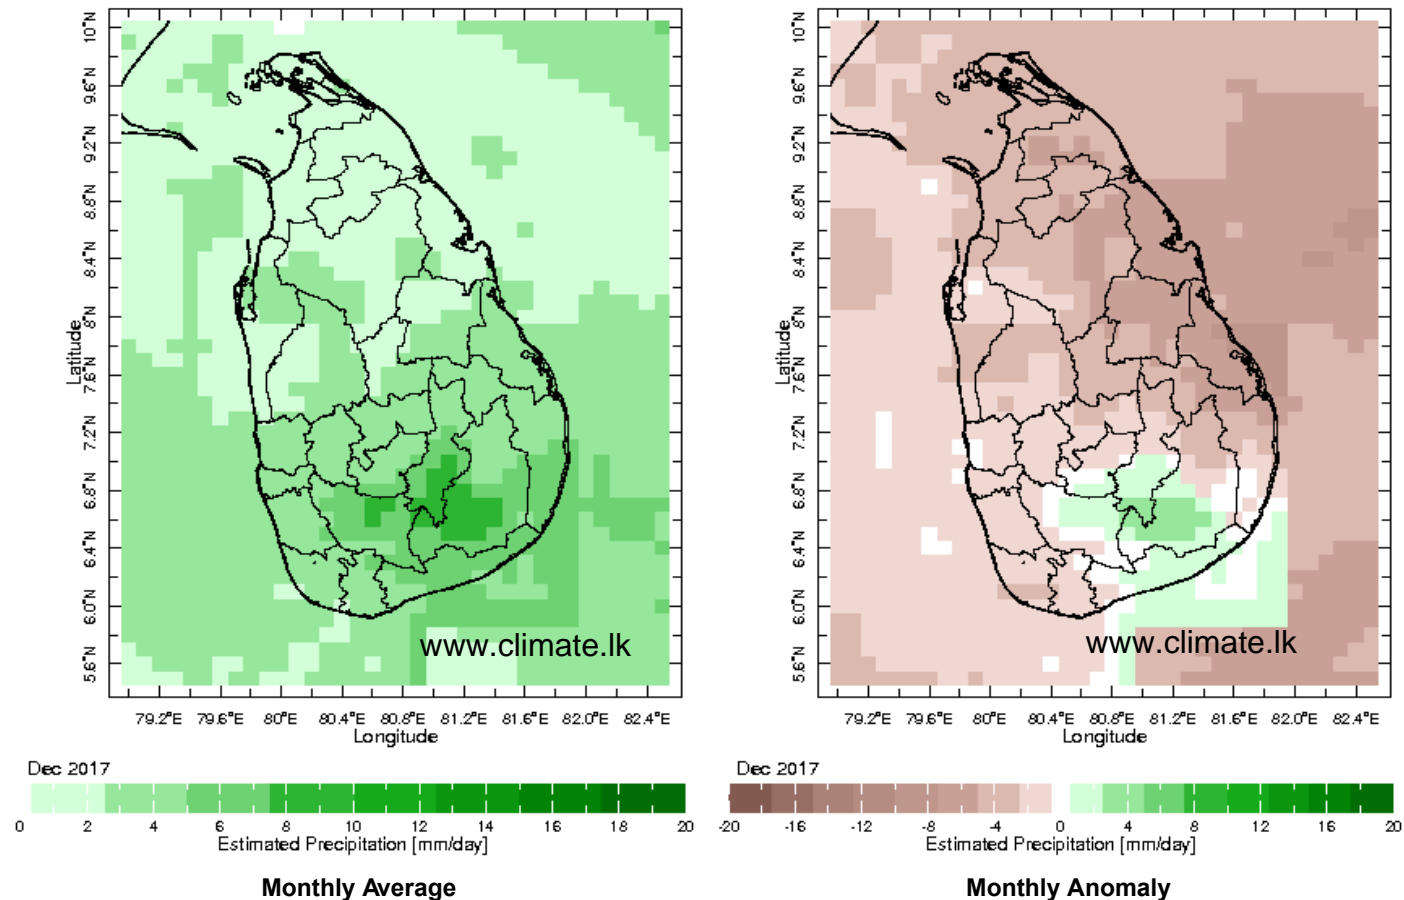 10°N
9.6°N
9.2°N
8.8°N
8.4°N
8°N
7.6°N
7.2°N
6.8°N
6.4°N
6.0°N
5.6°N
Latitude
www.climate.lk
79.2°E 79.6°E 80°E 80.4°E 80.8°E 81.2°E 81.6°E 82.0°E 82.4°E
Longitude
Dec 2017
0 2 4 6 8 10 12 14 16 18 20
Estimated Precipitation [mm/day]
Monthly Average
10°N
9.6°N
9.2°N
8.8°N
8.4°N
8°N
7.6°N
7.2°N
6.8°N
6.4°N
6.0°N
5.6°N
Latitude
www.climate.lk
79.2°E 79.6°E 80°E 80.4°E 80.8°E 81.2°E 81.6°E 82.0°E 82.4°E
Longitude
Dec 2017
-20 -16 -12 -8 -4 0 4 8 12 16 20
Estimated Precipitation [mm/day]
Monthly Anomaly